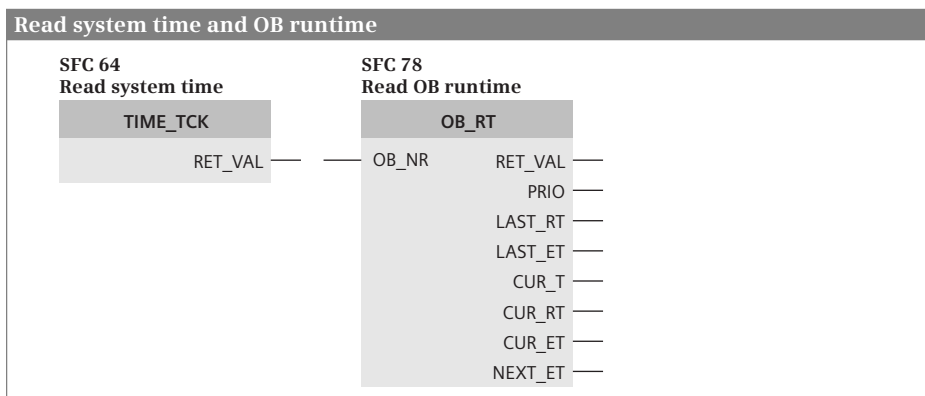 Read system time and OB runtime
SFC 64
Read system time
TIME_TCK
RET_VAL
SFC 78
Read OB runtime
OB_RT
OB_NR RET_VAL
PRIO
LAST_RT
LAST_ET
CUR_T
CUR_RT
CUR_ET
NEXT_ET